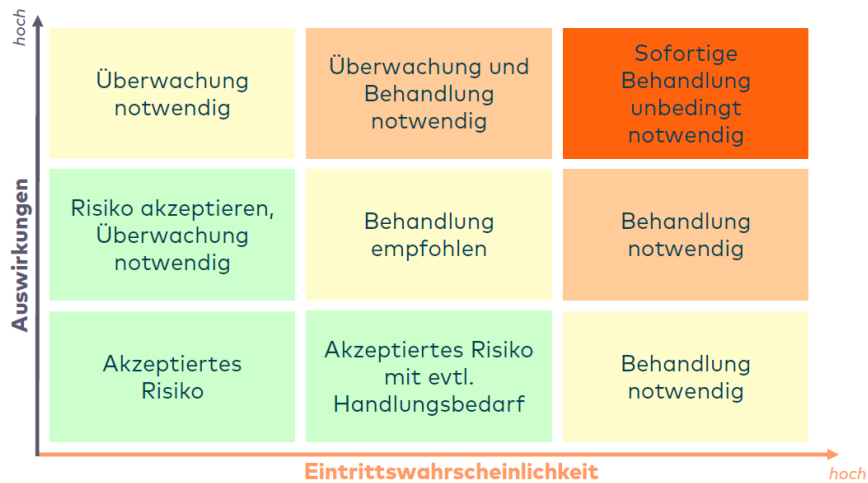 hoch
Überwachung
notwendig
Überwachung und
Behandlung
notwendig
Sofortige
Behandlung
unbedingt
notwendig
Auswirkungen
Risiko akzeptieren,
Überwachung
notwendig
Behandlung
empfohlen
Behandlung
notwendig
Akzeptiertes
Risiko
Akzeptiertes Risiko
mit evtl.
Handlungsbedarf
Behandlung
notwendig
Eintrittswahrscheinlichkeit
hoch